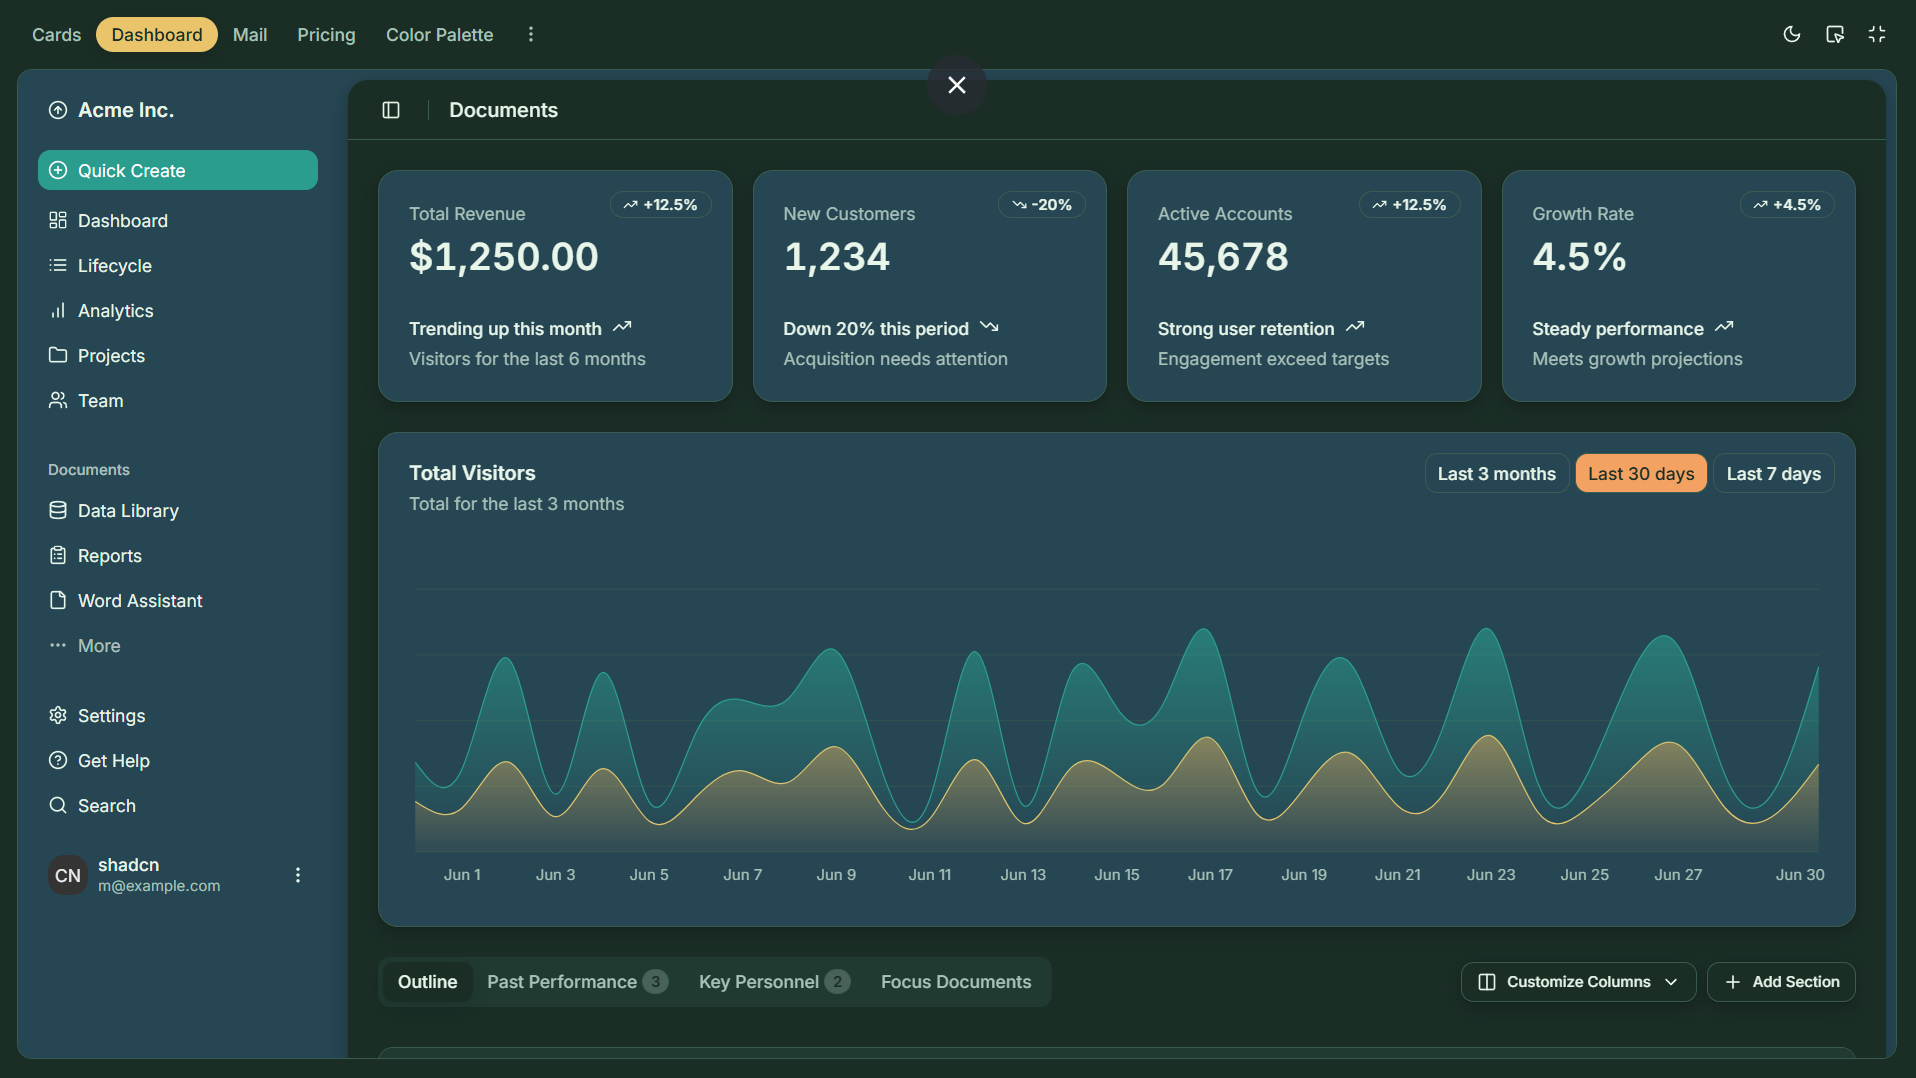 Cards
Dashboard
Mail
Pricing
Color Palette
Acme Inc.
Quick Create
Dashboard
Lifecycle
Analytics
Projects
Team
Documents
Data Library
Reports
Word Assistant
More
Settings
Get Help
Search
CN
shadcn
m@example.com
Documents
Total Revenue
+12.5%
$1,250.00
Trending up this month
Visitors for the last 6 months
New Customers
-20%
1,234
Down 20% this period
Acquisition needs attention
Active Accounts
+12.5%
45,678
Strong user retention
Engagement exceed targets
Growth Rate
+4.5%
4.5%
Steady performance
Meets growth projections
Total Visitors
Total for the last 3 months
Last 3 months
Last 30 days
Last 7 days
Jun 1
Jun 3
Jun 5
Jun 7
Jun 9
Jun 11
Jun 13
Jun 15
Jun 17
Jun 19
Jun 21
Jun 23
Jun 25
Jun 27
Jun 30
Outline
Past Performance 3
Key Personnel 2
Focus Documents
Customize Columns
Add Section